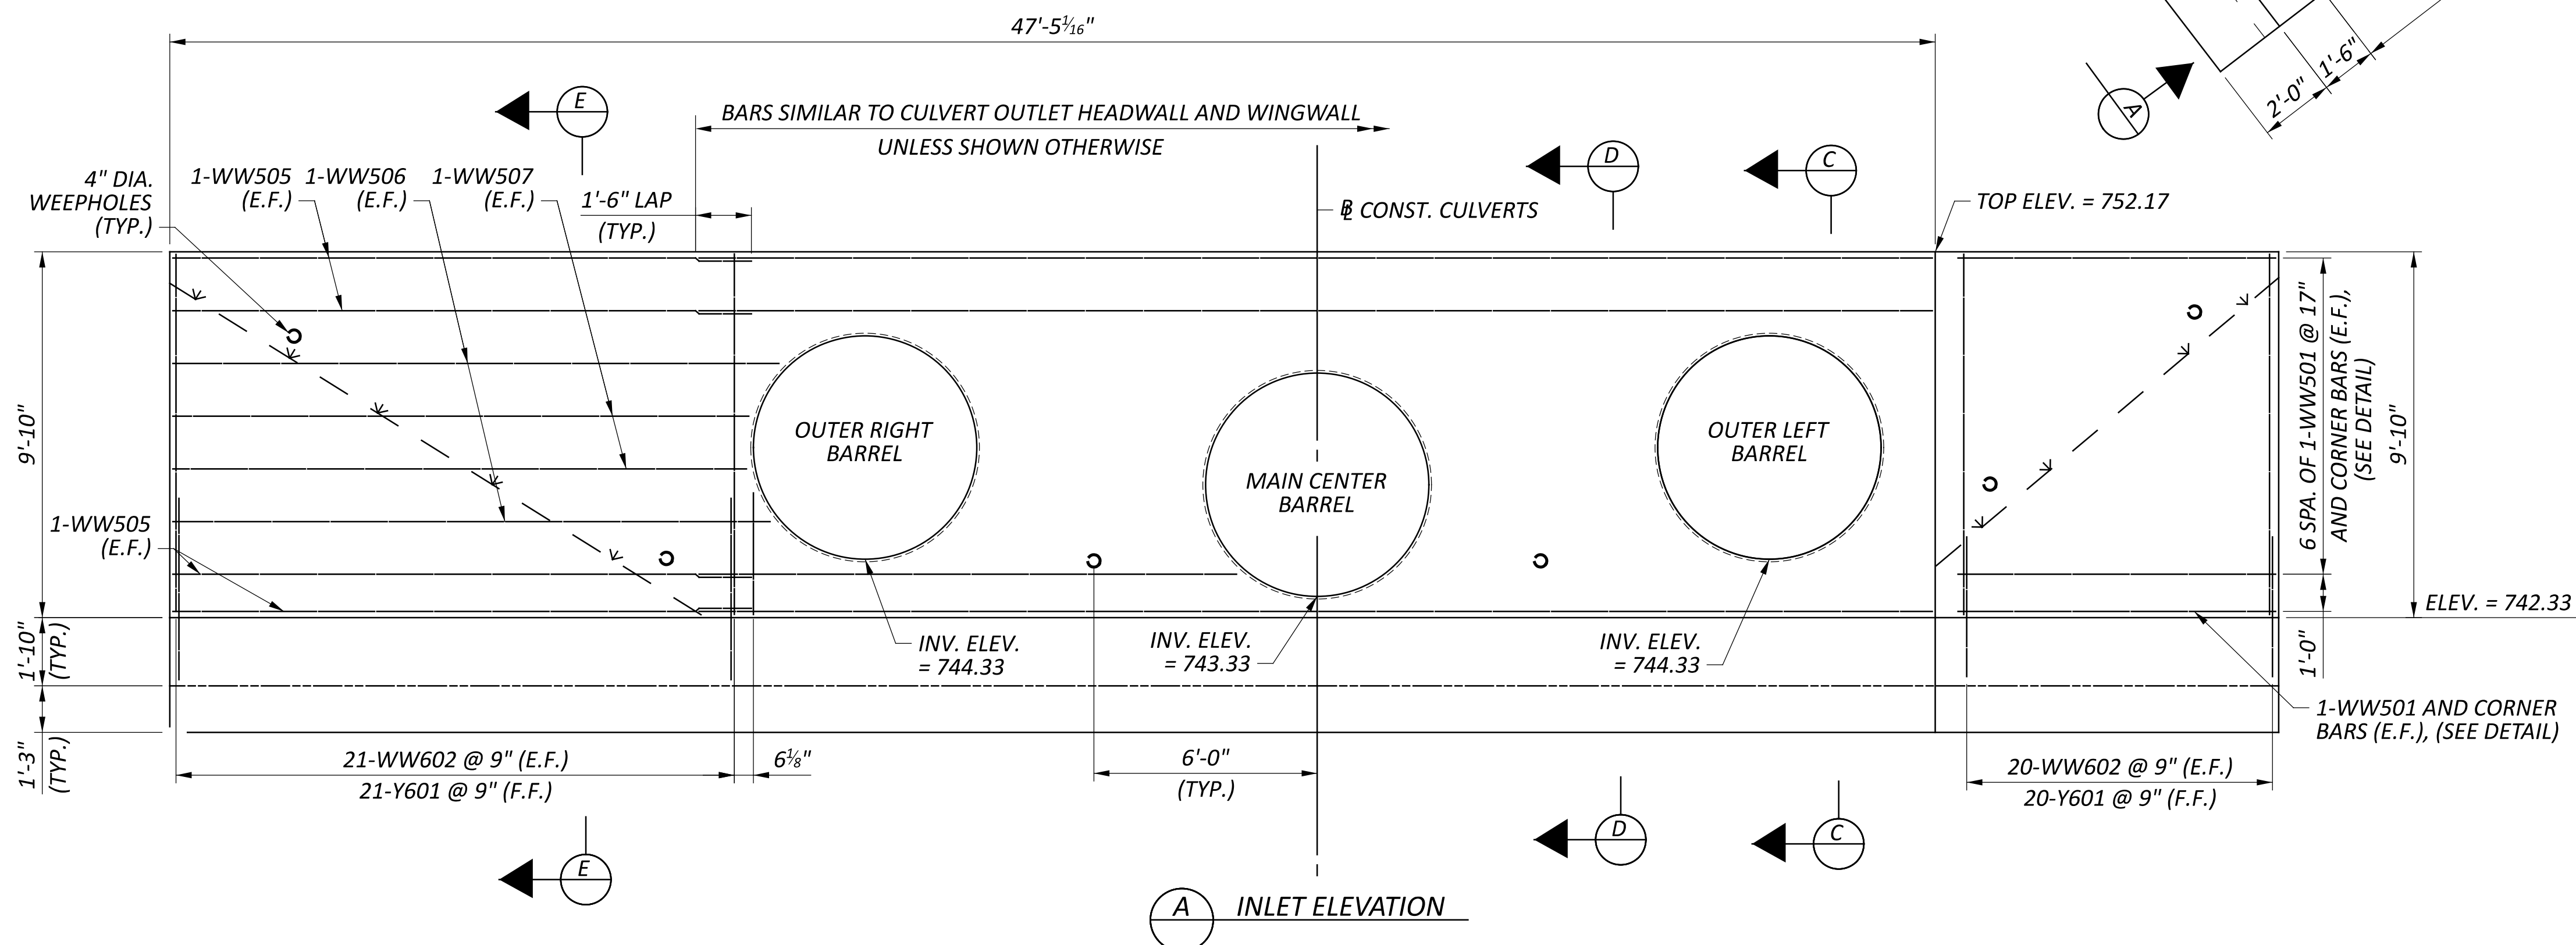 47'-5 1/16"
1'-6"
2'-0"
A
E
BARS SIMILAR TO CULVERT OUTLET HEADWALL AND WINGWALL
UNLESS SHOWN OTHERWISE
D
C
4" DIA.
WEEPHOLES
(TYP.)
1-WW505
(E.F.)
1-WW506
(E.F.)
1-WW507
(E.F.)
1'-6" LAP
(TYP.)
BL CONST. CULVERTS
TOP ELEV. = 752.17
9'-10"
OUTER RIGHT
BARREL
MAIN CENTER
BARREL
OUTER LEFT
BARREL
6 SPA. OF 1-WW501 @ 17"
AND CORNER BARS (E.F.),
(SEE DETAIL)
9'-10"
1-WW505
(E.F.)
ELEV. = 742.33
1'-10"
(TYP.)
INV. ELEV.
= 744.33
INV. ELEV.
= 743.33
INV. ELEV.
= 744.33
1'-0"
1-WW501 AND CORNER
BARS (E.F.), (SEE DETAIL)
1'-3"
(TYP.)
21-WW602 @ 9" (E.F.)
21-Y601 @ 9" (F.F.)
6 1/8"
6'-0"
(TYP.)
20-WW602 @ 9" (E.F.)
20-Y601 @ 9" (F.F.)
E
D
C
A INLET ELEVATION